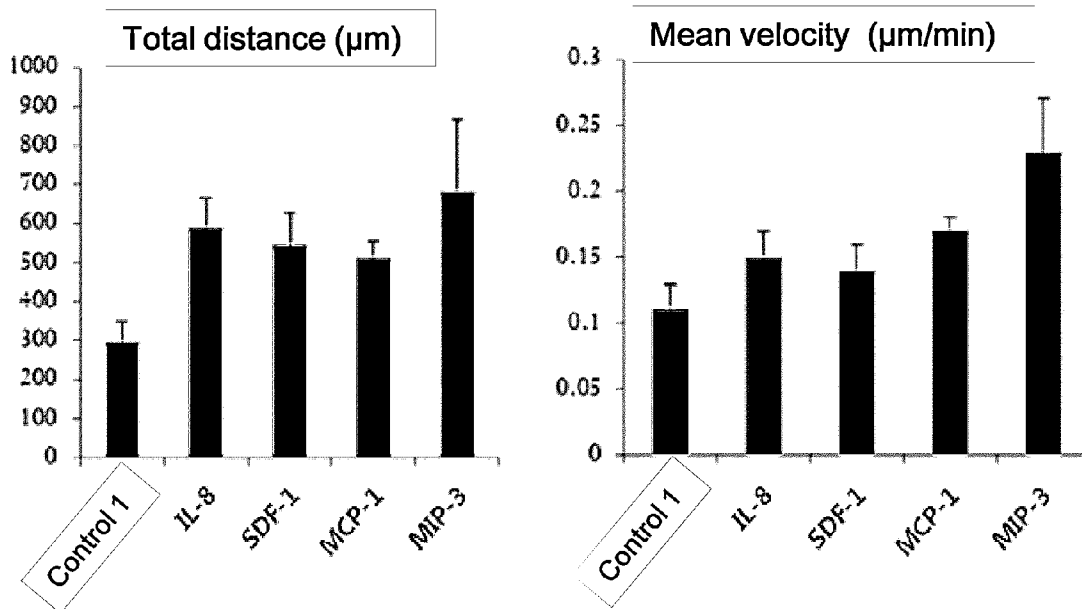 Total distance (µm)
1000
900
800
700
600
500
400
300
200
100
0
Control 1
IL-8
SDF-1
MCP-1
MIP-3
Mean velocity (µm/min)
0.3
0.25
0.2
0.15
0.1
0.05
0
Control 1
IL-8
SDF-1
MCP-1
MIP-3